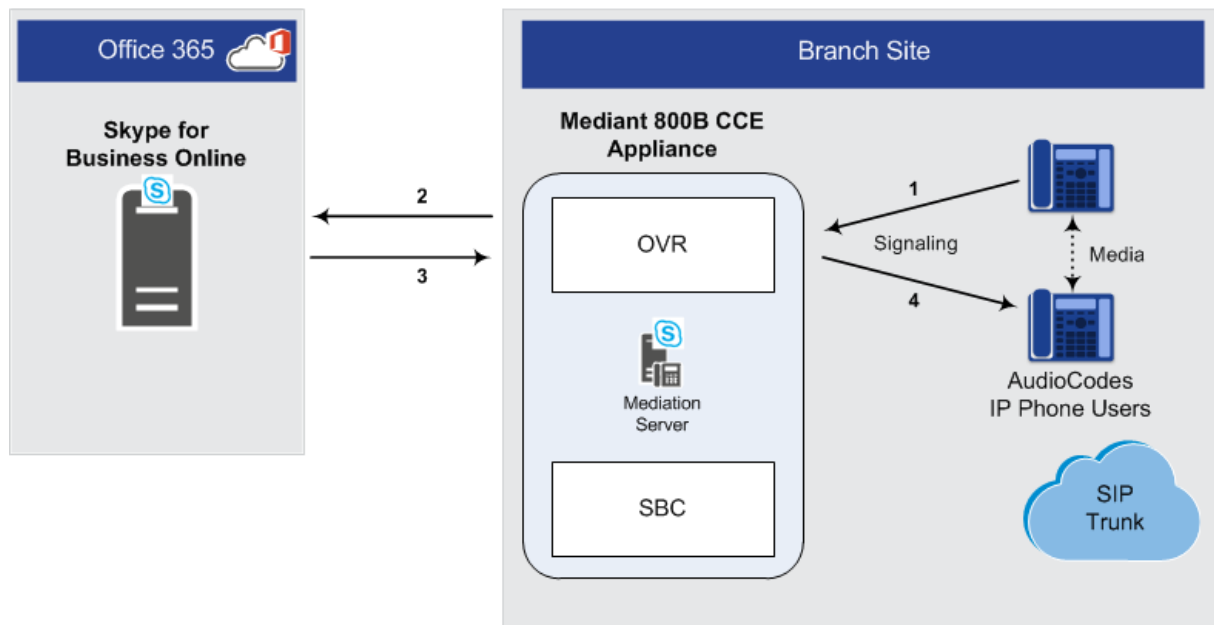 Office 365
Skype for
Business Online
S
2
3
Branch Site
Mediant 800B CCE
Appliance
OVR
S
Mediation
Server
SBC
1
Signaling
4
Media
AudioCodes
IP Phone Users
SIP
Trunk